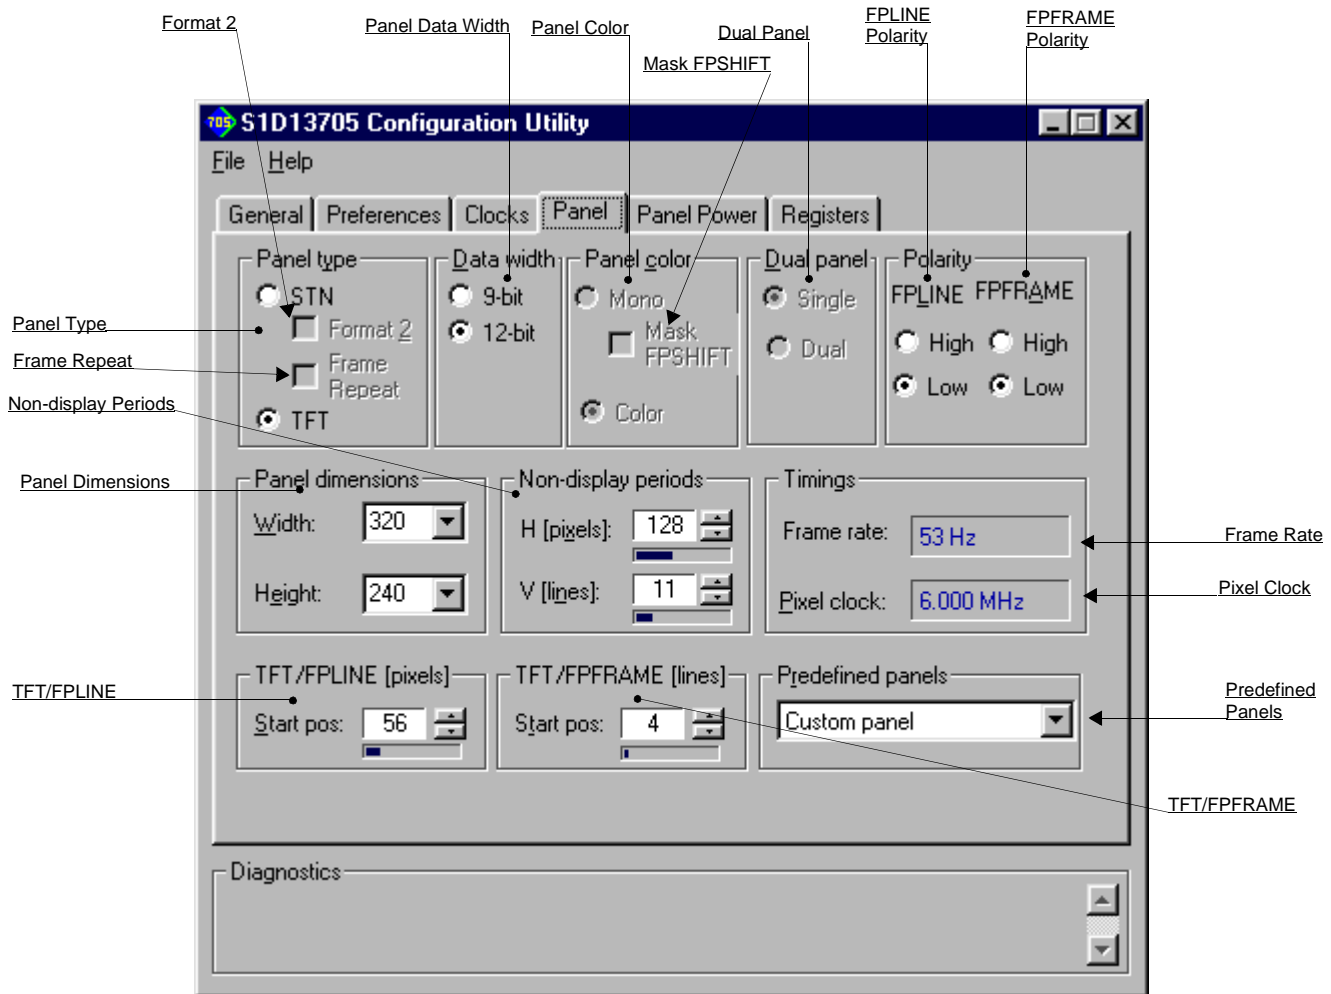 Format 2
Panel Data Width
Panel Color
Dual Panel
FPLINE
Polarity
FPFRAME
Polarity
Mask FPSHIFT
705 S1D13705 Configuration Utility
File Help
General Preferences Clocks Panel Panel Power Registers
Panel type
STN
Format 2
Frame
Repeat
TFT
Data width
9-bit
12-bit
Panel color
Mono
Mask
FPSHIFT
Color
Dual panel
Single
Dual
Polarity
FPLINE FPFRAME
High High
Low Low
Panel Type
Frame Repeat
Non-display Periods
Panel Dimensions
Panel dimensions
Width: 320
Height: 240
Non-display periods
H [pixels]: 128
V [lines]: 11
Timings
Frame rate: 53 Hz
Pixel clock: 6.000 MHz
Frame Rate
Pixel Clock
TFT/FPLINE
TFT/FPLINE [pixels]
Start pos: 56
TFT/FPFRAME [lines]
Start pos: 4
Predefined panels
Custom panel
Predefined
Panels
TFT/FPFRAME
Diagnostics